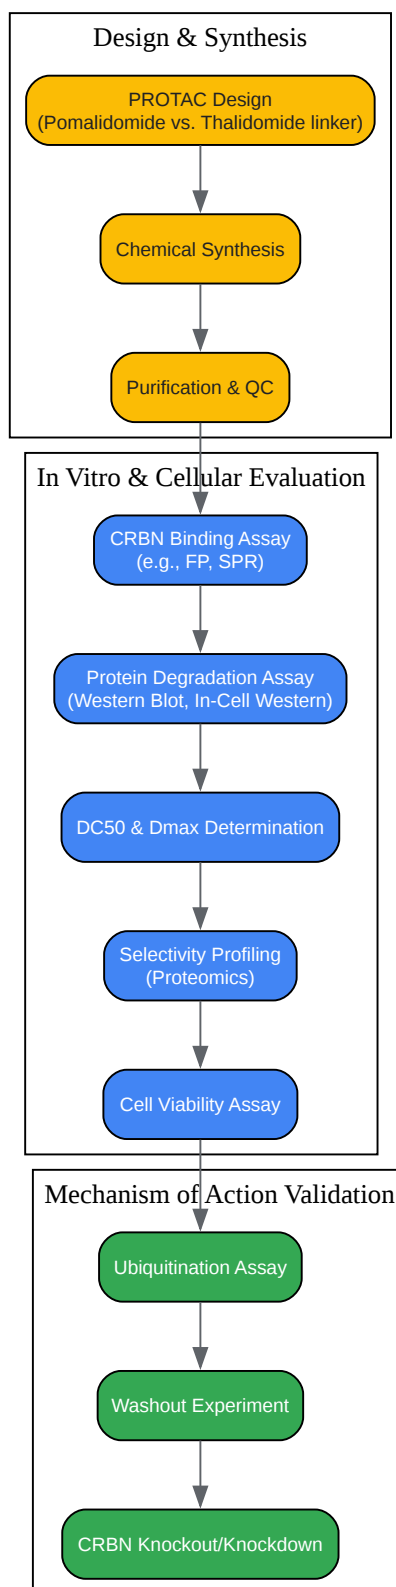 Design & Synthesis
PROTAC Design
(Pomalidomide vs. Thalidomide linker)
Chemical Synthesis
Purification & QC
In Vitro & Cellular Evaluation
CRBN Binding Assay
(e.g., FP, SPR)
Protein Degradation Assay
(Western Blot, In-Cell Western)
DC50 & Dmax Determination
Selectivity Profiling
(Proteomics)
Cell Viability Assay
Mechanism of Action Validation
Ubiquitination Assay
Washout Experiment
CRBN Knockout/Knockdown